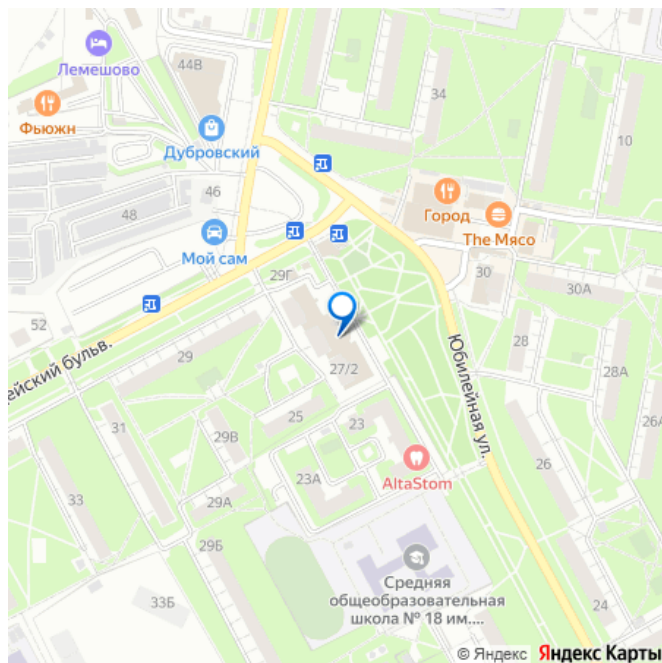 Лемешово
44В
34
Фьюжн
Дубровский
10
46
48
Город
The Мясо
Мой сам
29Г
30
30А
52
ейский бульв.
29
27/2
Юбилейная ул.
28
28А
25
23
31
29В
26А
33
23А
AltaStom
26
29А
29Б
Средняя
общеобразовательная
школа № 18 им....
33Б
24
© Яндекс Яндекс Карты